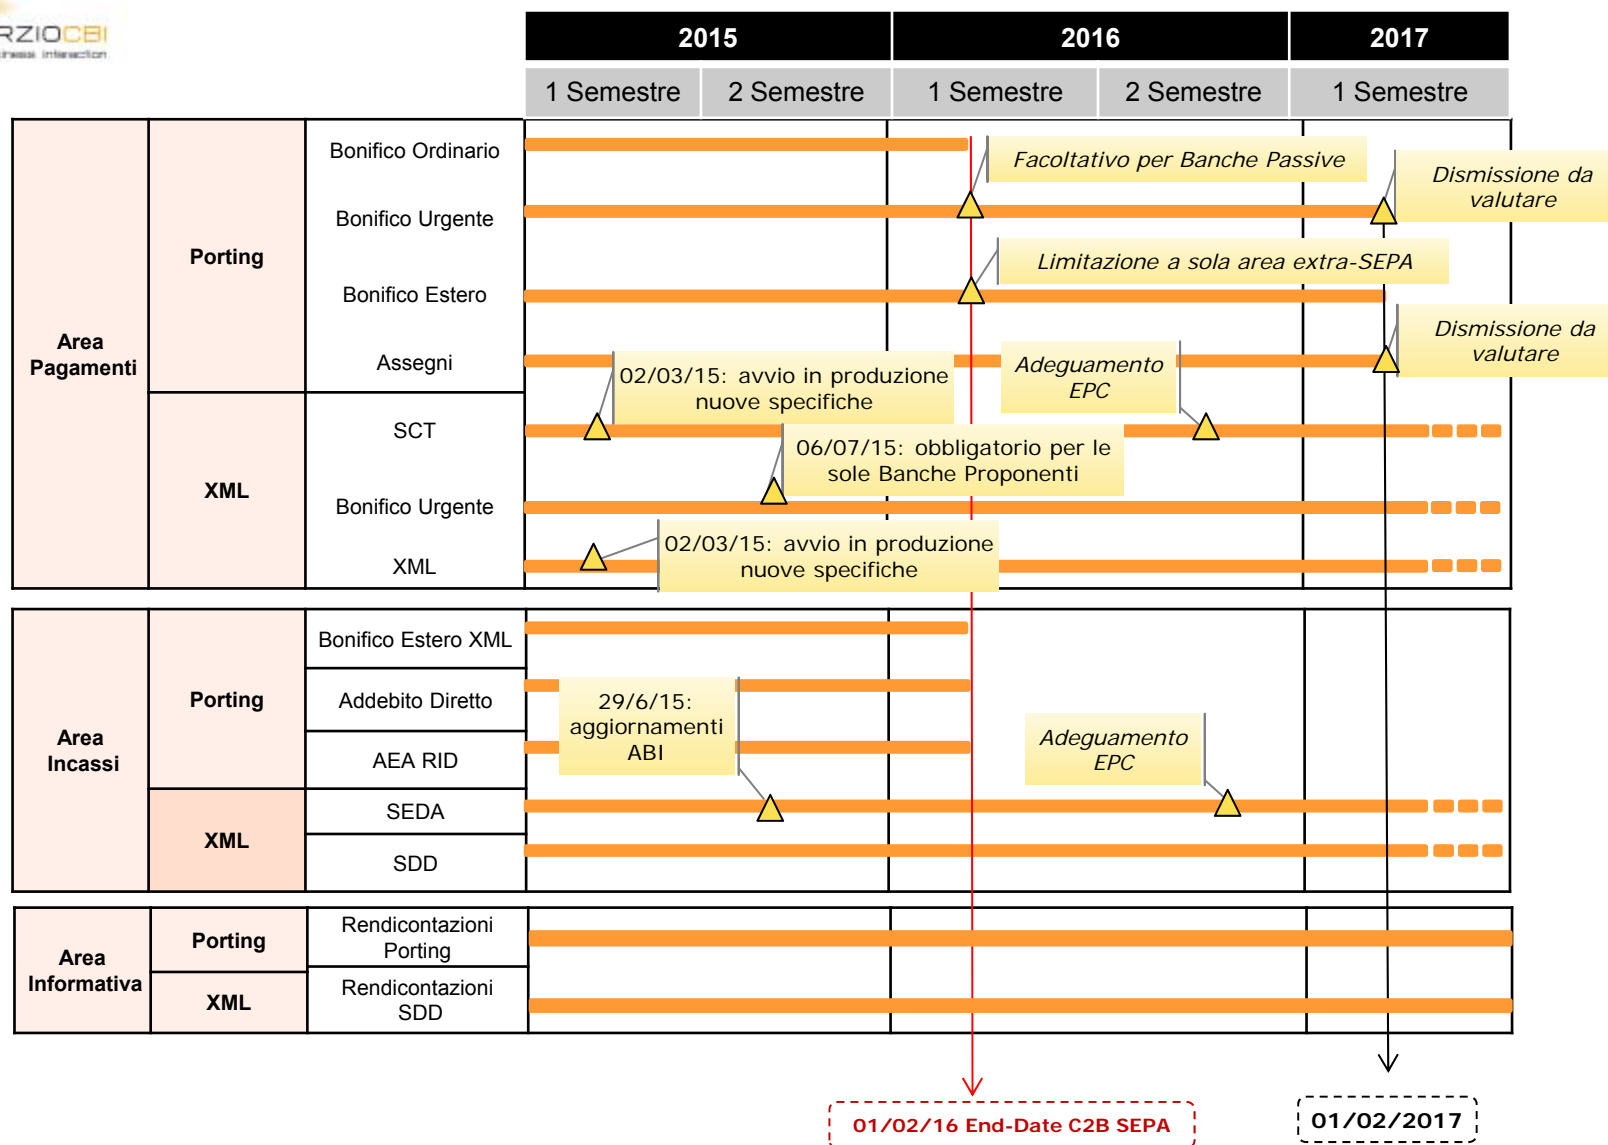 RZIOCBI
2015
2016
2017
1 Semestre
2 Semestre
1 Semestre
2 Semestre
1 Semestre
Area
Pagamenti
Porting
Bonifico Ordinario
Facoltativo per Banche Passive
Dismissione da
valutare
Bonifico Urgente
Limitazione a sola area extra-SEPA
Bonifico Estero
Dismissione da
valutare
Assegni
02/03/15: avvio in produzione
nuove specifiche
Adeguamento
EPC
XML
SCT
06/07/15: obbligatorio per le
sole Banche Proponenti
Bonifico Urgente
02/03/15: avvio in produzione
nuove specifiche
XML
Area
Incassi
Porting
Bonifico Estero XML
Addebito Diretto
29/6/15:
aggiornamenti
ABI
AEA RID
Adeguamento
EPC
XML
SEDA
SDD
Area
Informativa
Porting
Rendicontazioni
Porting
XML
Rendicontazioni
SDD
01/02/16 End-Date C2B SEPA
01/02/2017